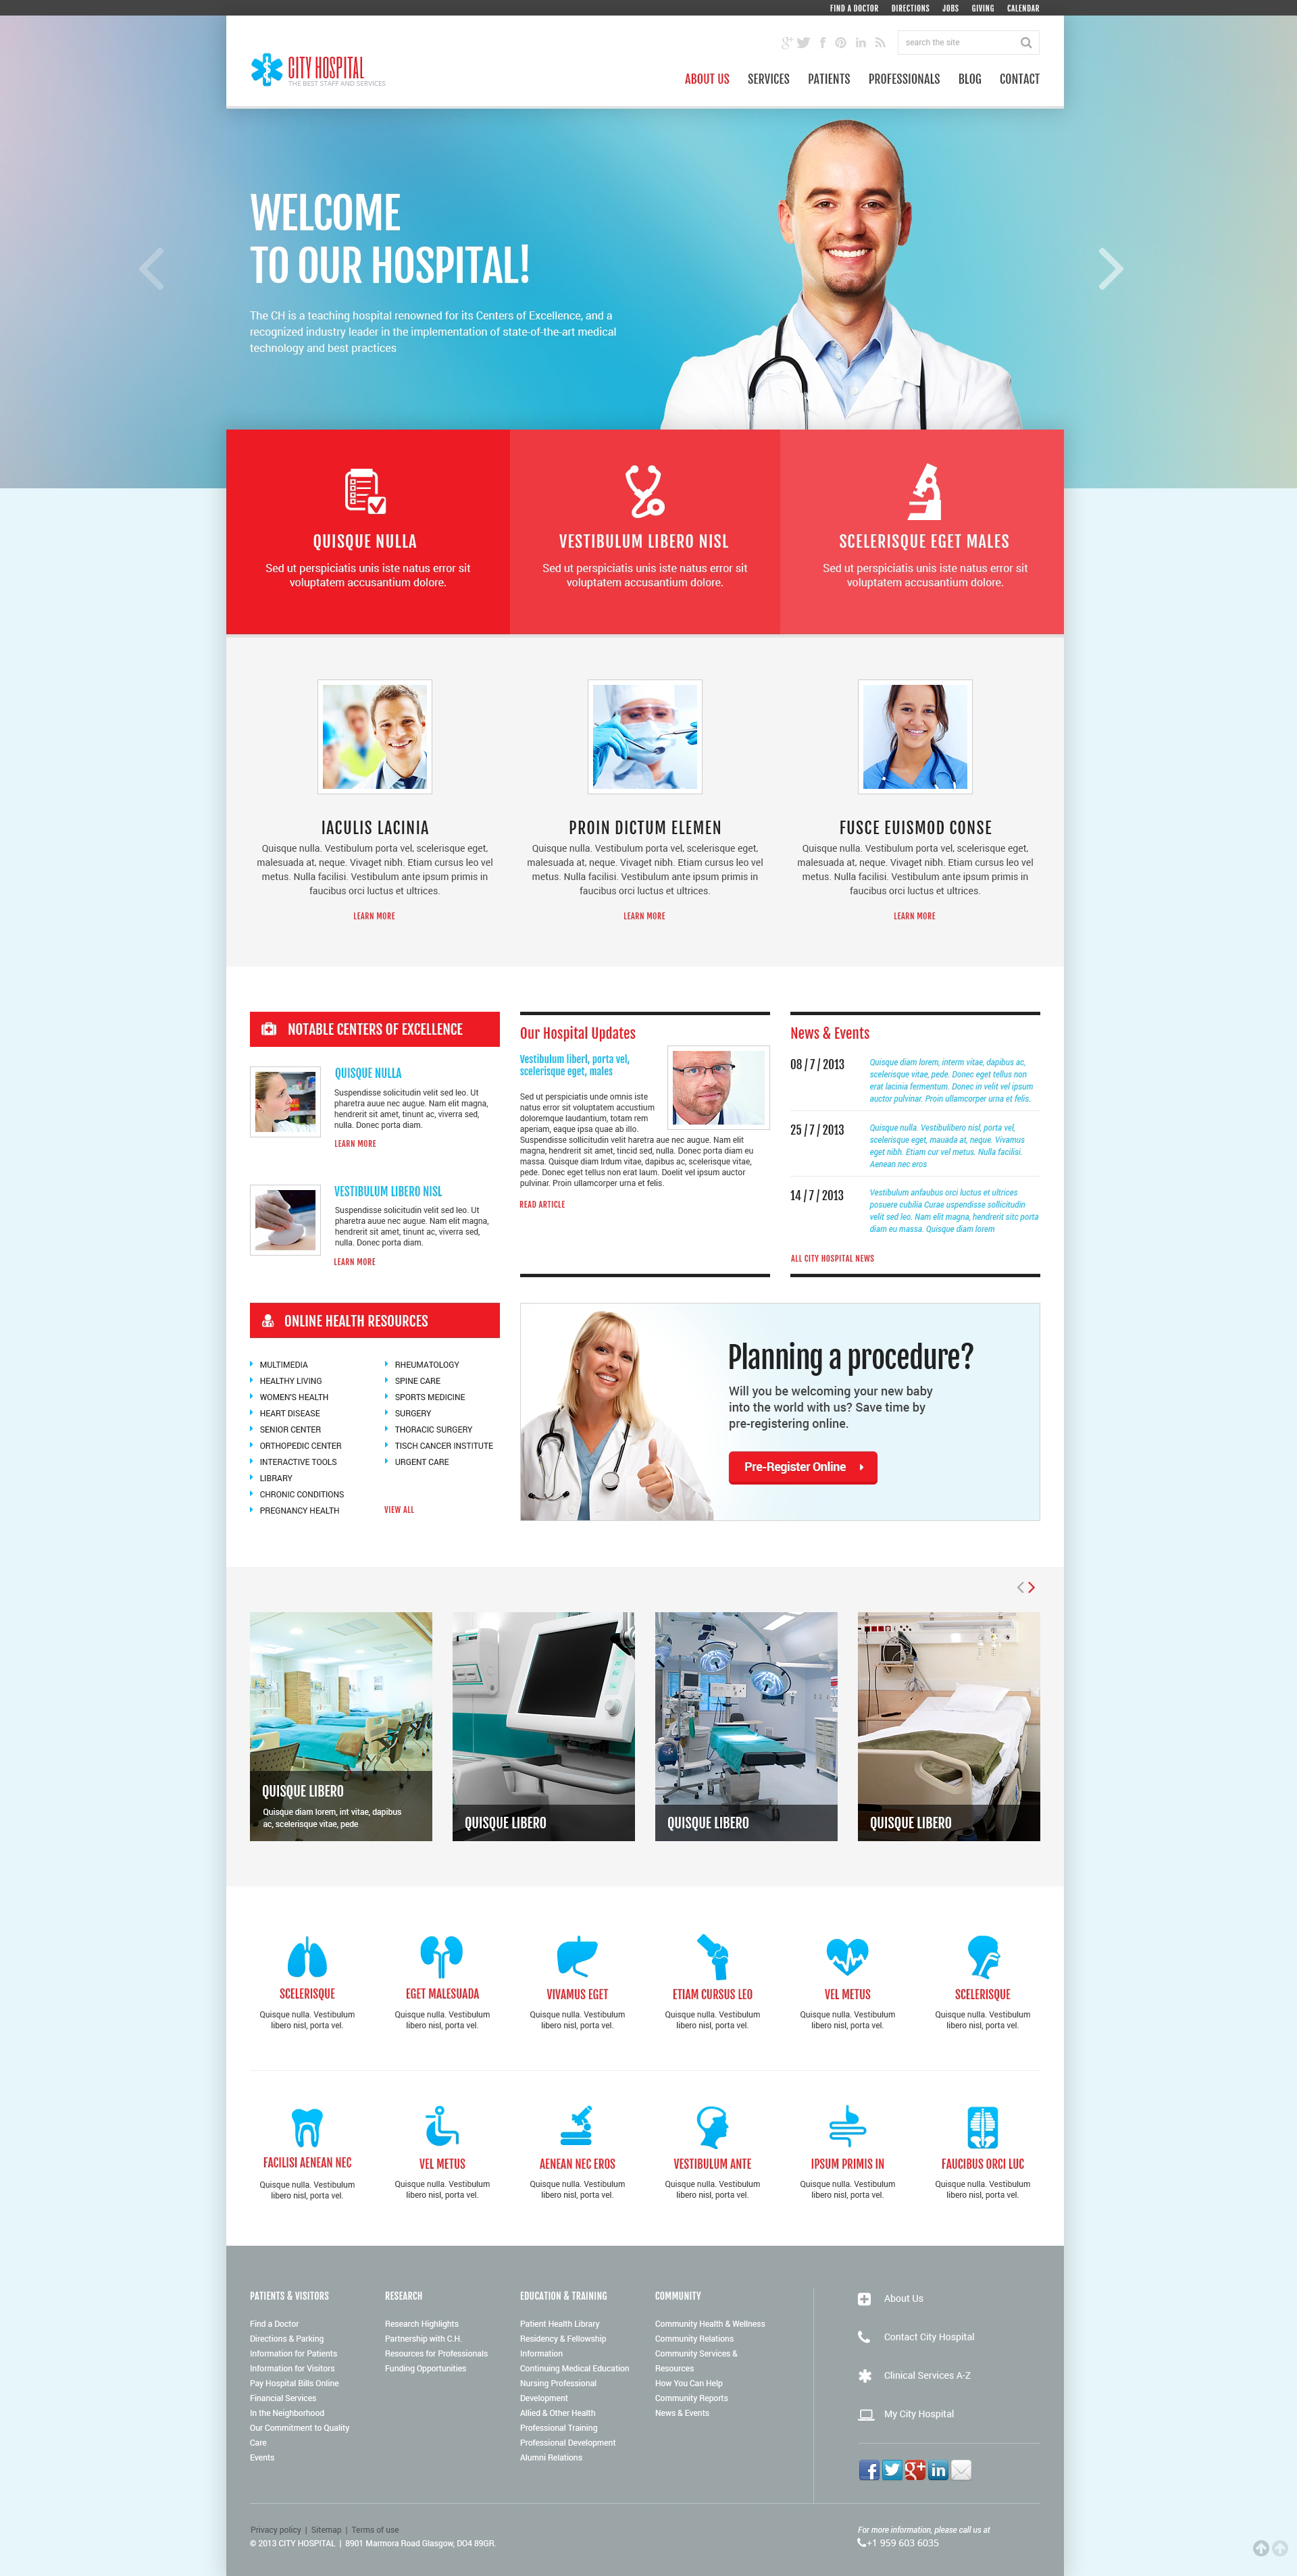 FIND A DOCTOR DIRECTIONS JOBS GIVING CALENDAR
search the site
CITY HOSPITAL
THE BEST STAFF AND SERVICES
ABOUT US SERVICES PATIENTS PROFESSIONALS BLOG CONTACT
WELCOME
TO OUR HOSPITAL!
The CH is a teaching hospital renowned for its Centers of Excellence, and a
recognized industry leader in the implementation of state-of-the-art medical
technology and best practices
QUISQUE NULLA
Sed ut perspiciatis unis iste natus error sit
voluptatem accusantium dolore.
VESTIBULUM LIBERO NISL
Sed ut perspiciatis unis iste natus error sit
voluptatem accusantium dolore.
SCELERISQUE EGET MALES
Sed ut perspiciatis unis iste natus error sit
voluptatem accusantium dolore.
IACULIS LACINIA
Quisque nulla. Vestibulum porta vel, scelerisque eget,
malesuada at, neque. Vivaget nibh. Etiam cursus leo vel
metus. Nulla facilisi. Vestibulum ante ipsum primis in
faucibus orci luctus et ultrices.
LEARN MORE
PROIN DICTUM ELEMEN
Quisque nulla. Vestibulum porta vel, scelerisque eget,
malesuada at, neque. Vivaget nibh. Etiam cursus leo vel
metus. Nulla facilisi. Vestibulum ante ipsum primis in
faucibus orci luctus et ultrices.
LEARN MORE
FUSCE EUISMOD CONSE
Quisque nulla. Vestibulum porta vel, scelerisque eget,
malesuada at, neque. Vivaget nibh. Etiam cursus leo vel
metus. Nulla facilisi. Vestibulum ante ipsum primis in
faucibus orci luctus et ultrices.
LEARN MORE
NOTABLE CENTERS OF EXCELLENCE
QUISQUE NULLA
Suspendisse solicitudin velit sed leo. Ut
pharetra auue nec augue. Nam elit magna,
hendrerit sit amet, tinunt ac, viverra sed,
nulla. Donec porta diam.
LEARN MORE
VESTIBULUM LIBERO NISL
Suspendisse solicitudin velit sed leo. Ut
pharetra auue nec augue. Nam elit magna,
hendrerit sit amet, tinunt ac, viverra sed,
nulla. Donec porta diam.
LEARN MORE
Our Hospital Updates
Vestibulum liberl, porta vel,
scelerisque eget, males
Sed ut perspiciatis unde omnis iste
natus error sit voluptatem accustium
doloremque laudantium, totam rem
aperiam, eaque ipsa quae ab illo.
Suspendisse sollicitudin velit haretra aue nec augue. Nam elit
magna, hendrerit sit amet, tincid sed, nulla. Donec porta diam eu
massa. Quisque diam lrdum vitae, dapibus ac, scelerisque vitae,
pede. Donec eget tellus non erat laum. Doelit vel ipsum auctor
pulvinar. Proin ullamcorper urna et felis.
READ ARTICLE
News & Events
08 / 7 / 2013
Quisque diam lorem, interm vitae, dapibus ac,
scelerisque vitae, pede. Donec eget tellus non
erat lacinia fermentum. Donec in velit vel ipsum
auctor pulvinar. Proin ullamcorper urna et felis.
25 / 7 / 2013
Quisque nulla. Vestibulibero nisl, porta vel,
scelerisque eget, mauada at, neque. Vivamus
eget nibh. Etiam cur vel metus. Nulla facilisi.
Aenean nec eros
14 / 7 / 2013
Vestibulum anfaubus orci luctus et ultrices
posuere cubilia Curae uspendisse sollicitudin
velit sed leo. Nam elit magna, hendrerit sitc porta
diam eu massa. Quisque diam lorem
ALL CITY HOSPITAL NEWS
ONLINE HEALTH RESOURCES
MULTIMEDIA
HEALTHY LIVING
WOMEN'S HEALTH
HEART DISEASE
SENIOR CENTER
ORTHOPEDIC CENTER
INTERACTIVE TOOLS
LIBRARY
CHRONIC CONDITIONS
PREGNANCY HEALTH
RHEUMATOLOGY
SPINE CARE
SPORTS MEDICINE
SURGERY
THORACIC SURGERY
TISCH CANCER INSTITUTE
URGENT CARE
VIEW ALL
Planning a procedure?
Will you be welcoming your new baby
into the world with us? Save time by
pre-registering online.
Pre-Register Online
QUISQUE LIBERO
Quisque diam lorem, int vitae, dapibus
ac, scelerisque vitae, pede
QUISQUE LIBERO
QUISQUE LIBERO
QUISQUE LIBERO
SCELERISQUE
Quisque nulla. Vestibulum
libero nisl, porta vel.
EGET MALESUADA
Quisque nulla. Vestibulum
libero nisl, porta vel.
VIVAMUS EGET
Quisque nulla. Vestibulum
libero nisl, porta vel.
ETIAM CURSUS LEO
Quisque nulla. Vestibulum
libero nisl, porta vel.
VEL METUS
Quisque nulla. Vestibulum
libero nisl, porta vel.
SCELERISQUE
Quisque nulla. Vestibulum
libero nisl, porta vel.
FACILISI AENEAN NEC
Quisque nulla. Vestibulum
libero nisl, porta vel.
VEL METUS
Quisque nulla. Vestibulum
libero nisl, porta vel.
AENEAN NEC EROS
Quisque nulla. Vestibulum
libero nisl, porta vel.
VESTIBULUM ANTE
Quisque nulla. Vestibulum
libero nisl, porta vel.
IPSUM PRIMIS IN
Quisque nulla. Vestibulum
libero nisl, porta vel.
FAUCIBUS ORCI LUC
Quisque nulla. Vestibulum
libero nisl, porta vel.
PATIENTS & VISITORS
Find a Doctor
Directions & Parking
Information for Patients
Information for Visitors
Pay Hospital Bills Online
Financial Services
In the Neighborhood
Our Commitment to Quality
Care
Events
RESEARCH
Research Highlights
Partnership with C.H.
Resources for Professionals
Funding Opportunities
EDUCATION & TRAINING
Patient Health Library
Residency & Fellowship
Information
Continuing Medical Education
Nursing Professional
Development
Allied & Other Health
Professional Training
Professional Development
Alumni Relations
COMMUNITY
Community Health & Wellness
Community Relations
Community Services &
Resources
How You Can Help
Community Reports
News & Events
About Us
Contact City Hospital
Clinical Services A-Z
My City Hospital
Privacy policy | Sitemap | Terms of use
© 2013 CITY HOSPITAL | 8901 Marmora Road Glasgow, DO4 89GR.
For more information, please call us at
+1 959 603 6035